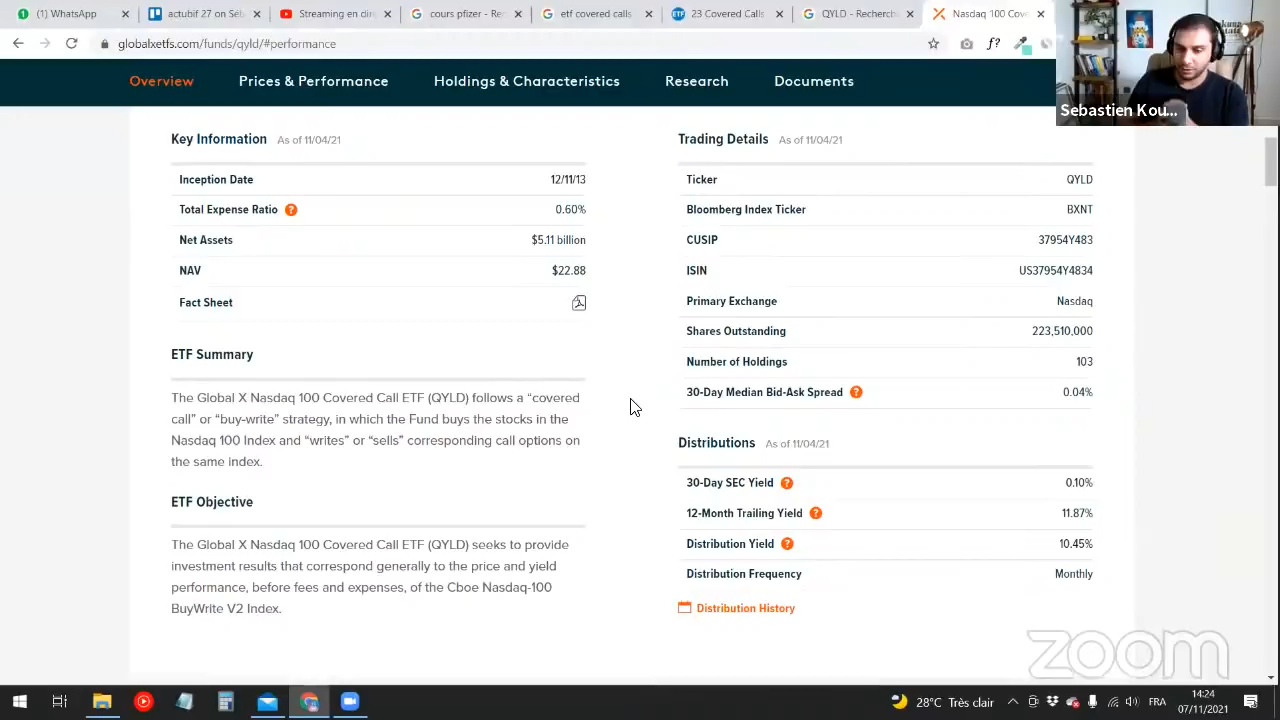 (1) WhatsApp
actubif 27 - B
Streaming en dir
cours pfizer - Rec
etf covered calls
23 Covered Calls
Q - Recherche
Nasdaq 100 Cov
globalxetfs.com/funds/qyld/#performance
f?
Sebastien Kou...
Overview
Prices & Performance
Holdings & Characteristics
Research
Documents
Key Information As of 11/04/21
Inception Date 12/11/13
Total Expense Ratio ? 0.60%
Net Assets $5.11 billion
NAV $22.88
Fact Sheet
ETF Summary
The Global X Nasdaq 100 Covered Call ETF (QYLD) follows a “covered
call” or “buy-write” strategy, in which the Fund buys the stocks in the
Nasdaq 100 Index and “writes” or “sells” corresponding call options on
the same index.
ETF Objective
The Global X Nasdaq 100 Covered Call ETF (QYLD) seeks to provide
investment results that correspond generally to the price and yield
performance, before fees and expenses, of the Cboe Nasdaq-100
BuyWrite V2 Index.
Trading Details As of 11/04/21
Ticker QYLD
Bloomberg Index Ticker BXNT
CUSIP 37954Y483
ISIN US37954Y4834
Primary Exchange Nasdaq
Shares Outstanding 223,510,000
Number of Holdings 103
30-Day Median Bid-Ask Spread ? 0.04%
Distributions As of 11/04/21
30-Day SEC Yield ? 0.10%
12-Month Trailing Yield ? 11.87%
Distribution Yield ? 10.45%
Distribution Frequency Monthly
Distribution History
zoom
28°C Très clair
FRA
14:24
07/11/2021